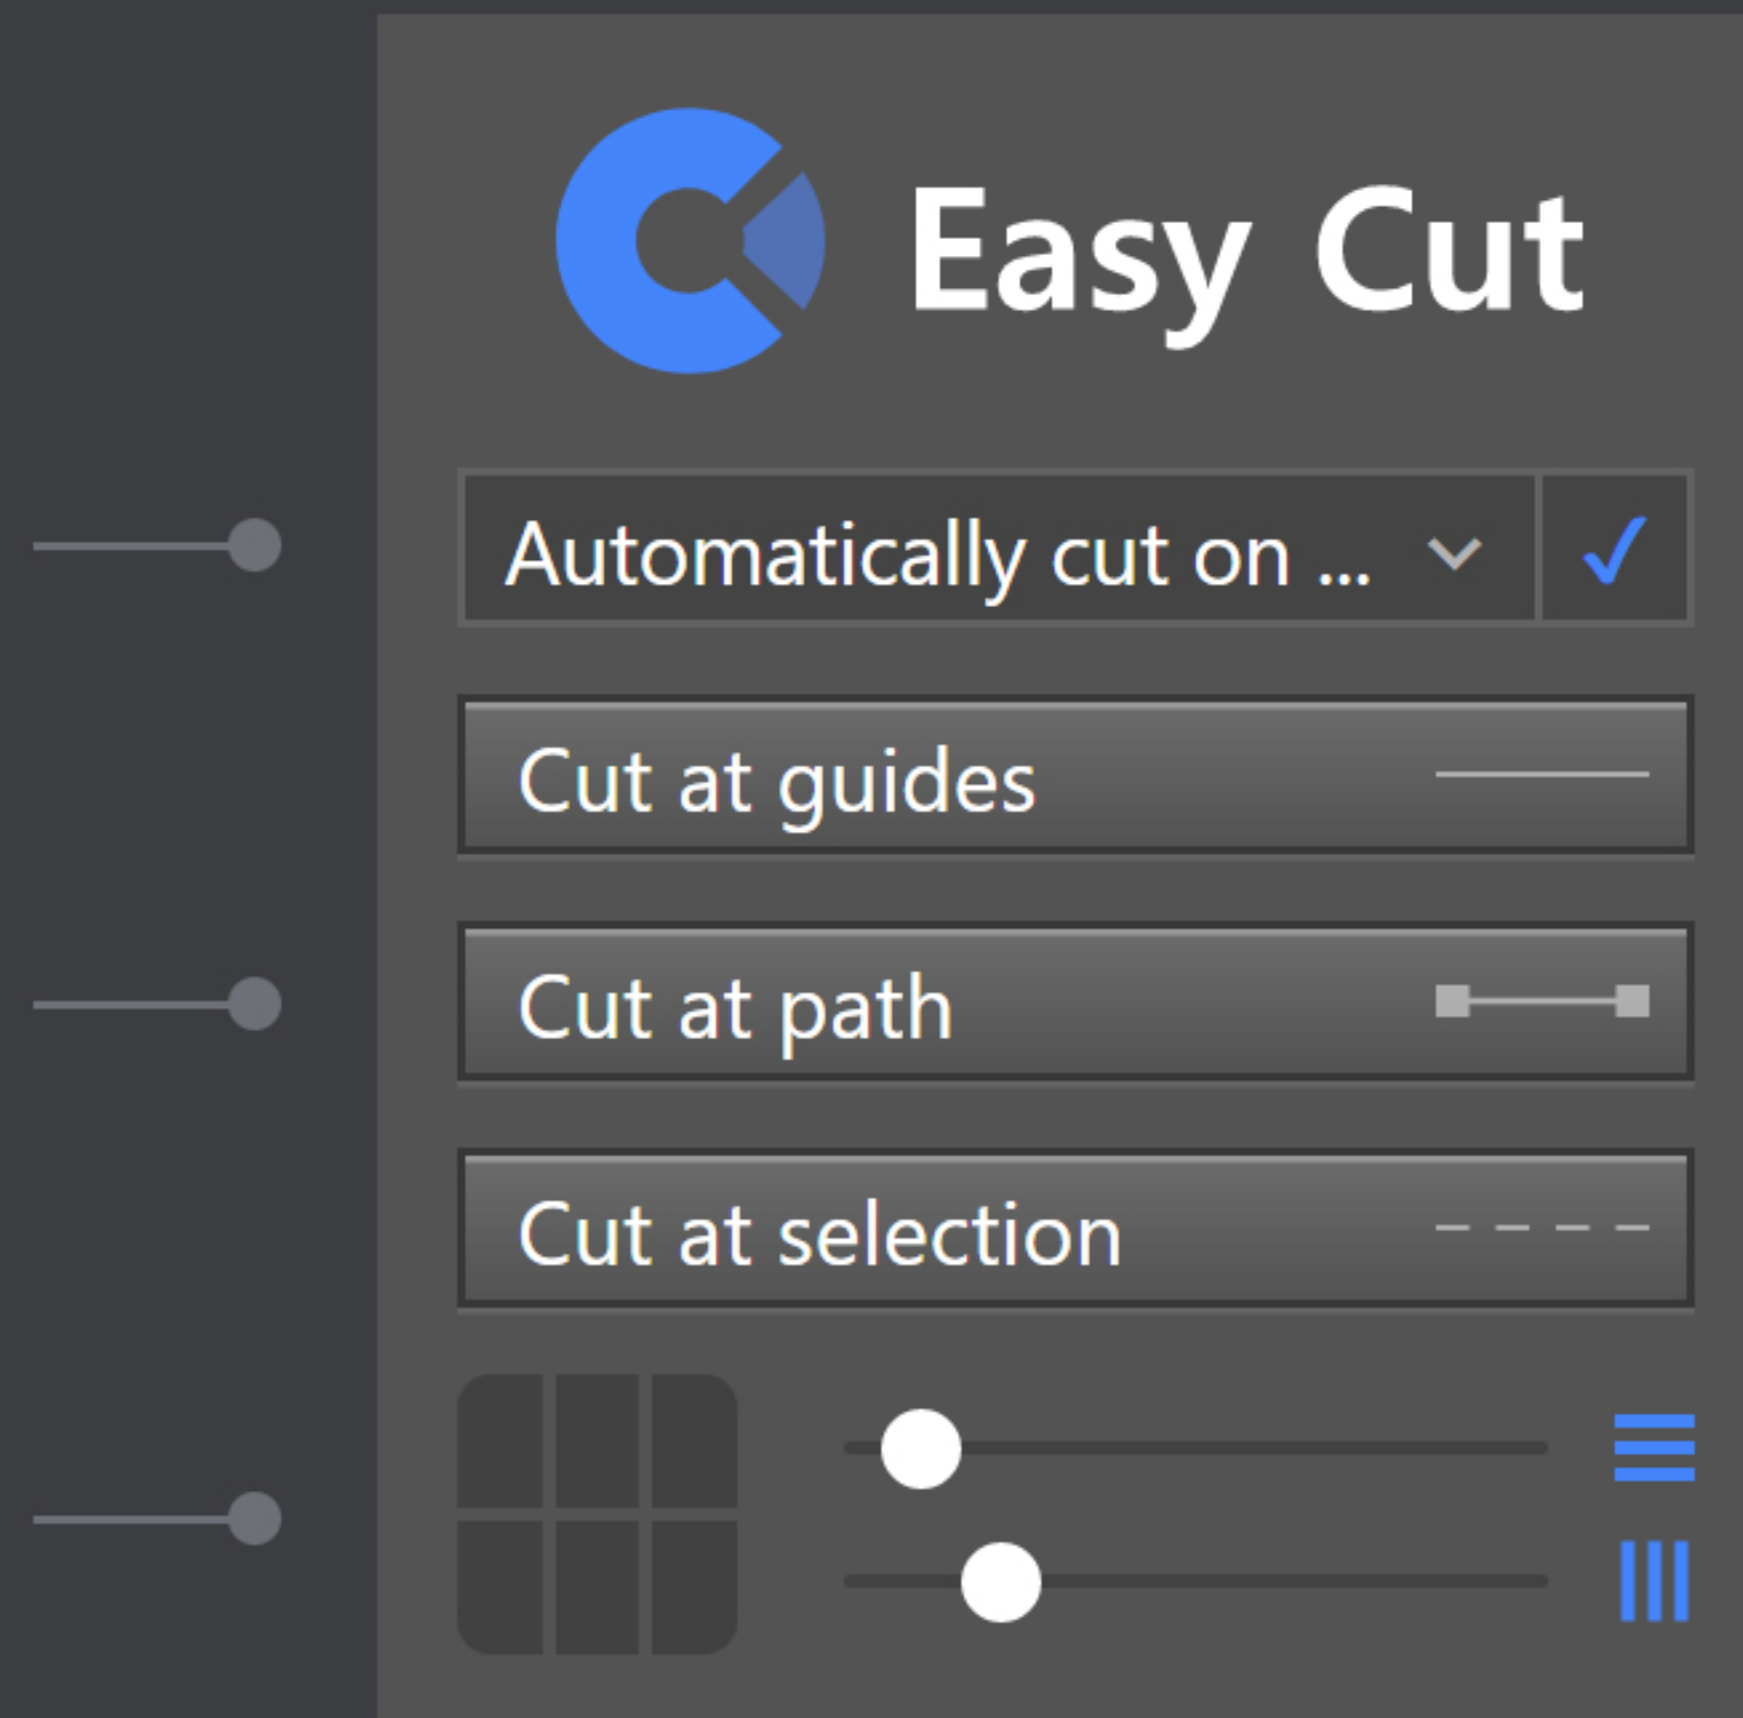 Easy Cut
Automatically cut on ...
Cut at guides
Cut at path
Cut at selection